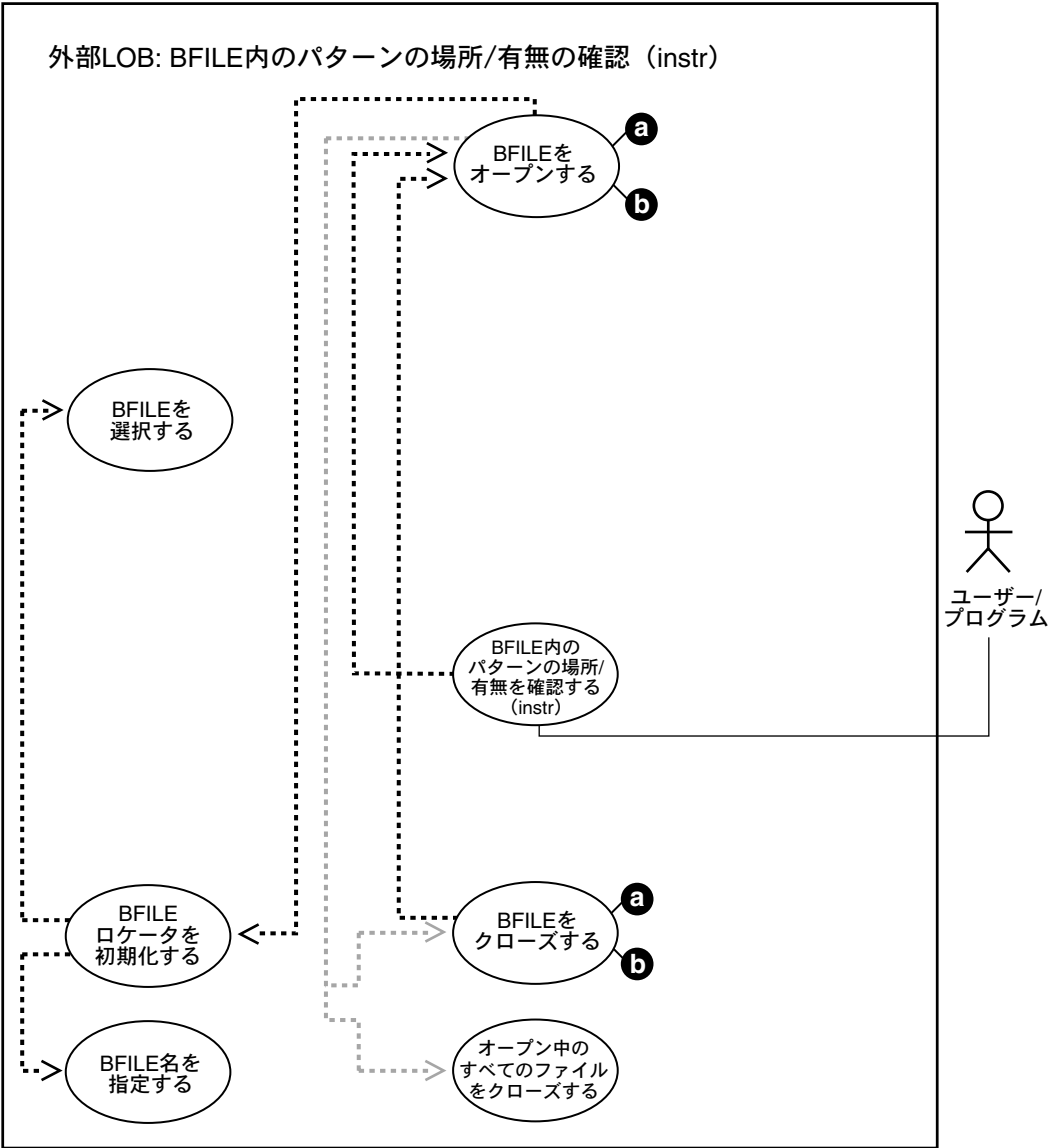 外部LOB: BFILE内のパターンの場所/有無の確認（instr）
BFILEを
オープンする
a
b
BFILEを
選択する
ユーザー/
プログラム
BFILE内の
パターンの場所/
有無を確認する
（instr）
BFILE
ロケータを
初期化する
BFILEを
クローズする
a
b
BFILE名を
指定する
オープン中の
すべてのファイル
をクローズする